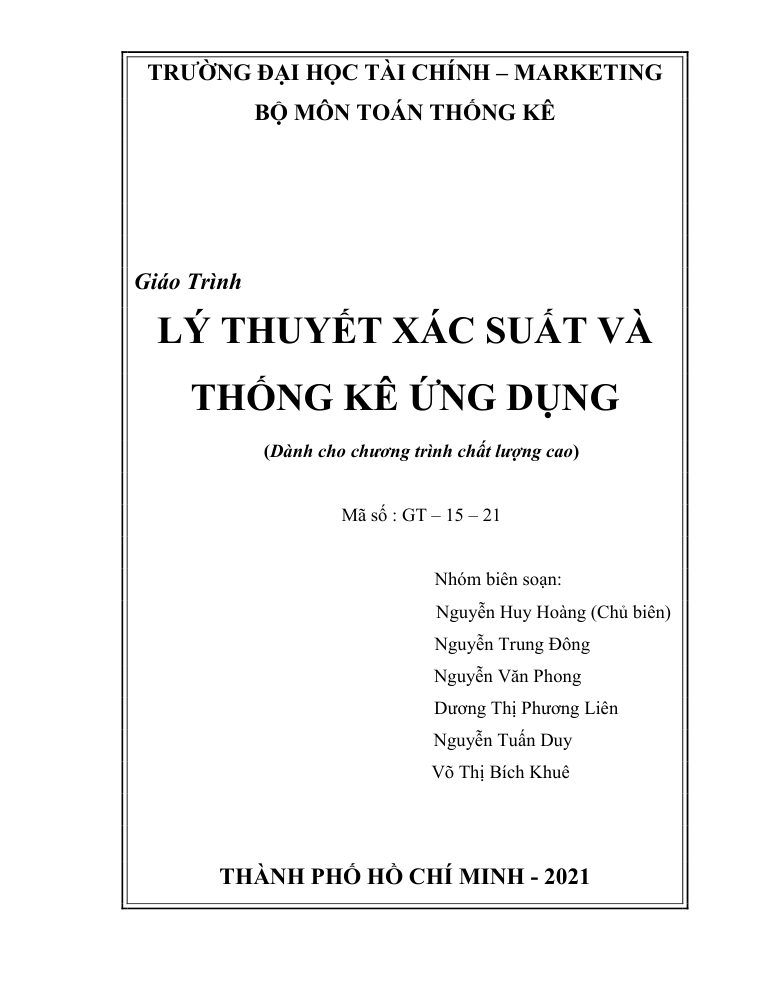 TRƯỜNG ĐẠI HỌC TÀI CHÍNH – MARKETING
BỘ MÔN TOÁN THỐNG KÊ
Giáo Trình
LÝ THUYẾT XÁC SUẤT VÀ
THỐNG KÊ ỨNG DỤNG
(Dành cho chương trình chất lượng cao)
Mã số : GT – 15 – 21
Nhóm biên soạn:
Nguyễn Huy Hoàng (Chủ biên)
Nguyễn Trung Đông
Nguyễn Văn Phong
Dương Thị Phương Liên
Nguyễn Tuấn Duy
Võ Thị Bích Khuê
THÀNH PHỐ HỒ CHÍ MINH - 2021